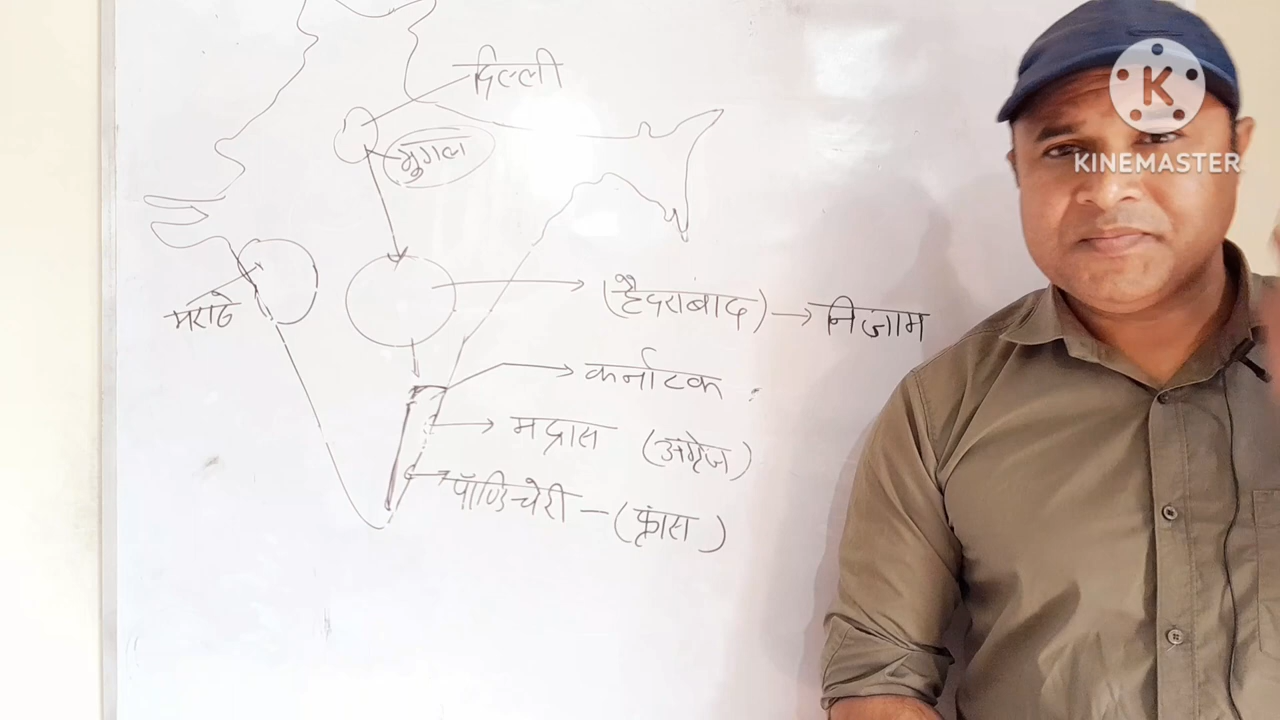 दिल्ली
मुगल
मराठे
(हैदराबाद) → निजाम
→ कर्नाटक :
→ मद्रास (अंग्रेज)
→ पॉण्डिचेरी – (फ्रांस)
K
KINEMASTER